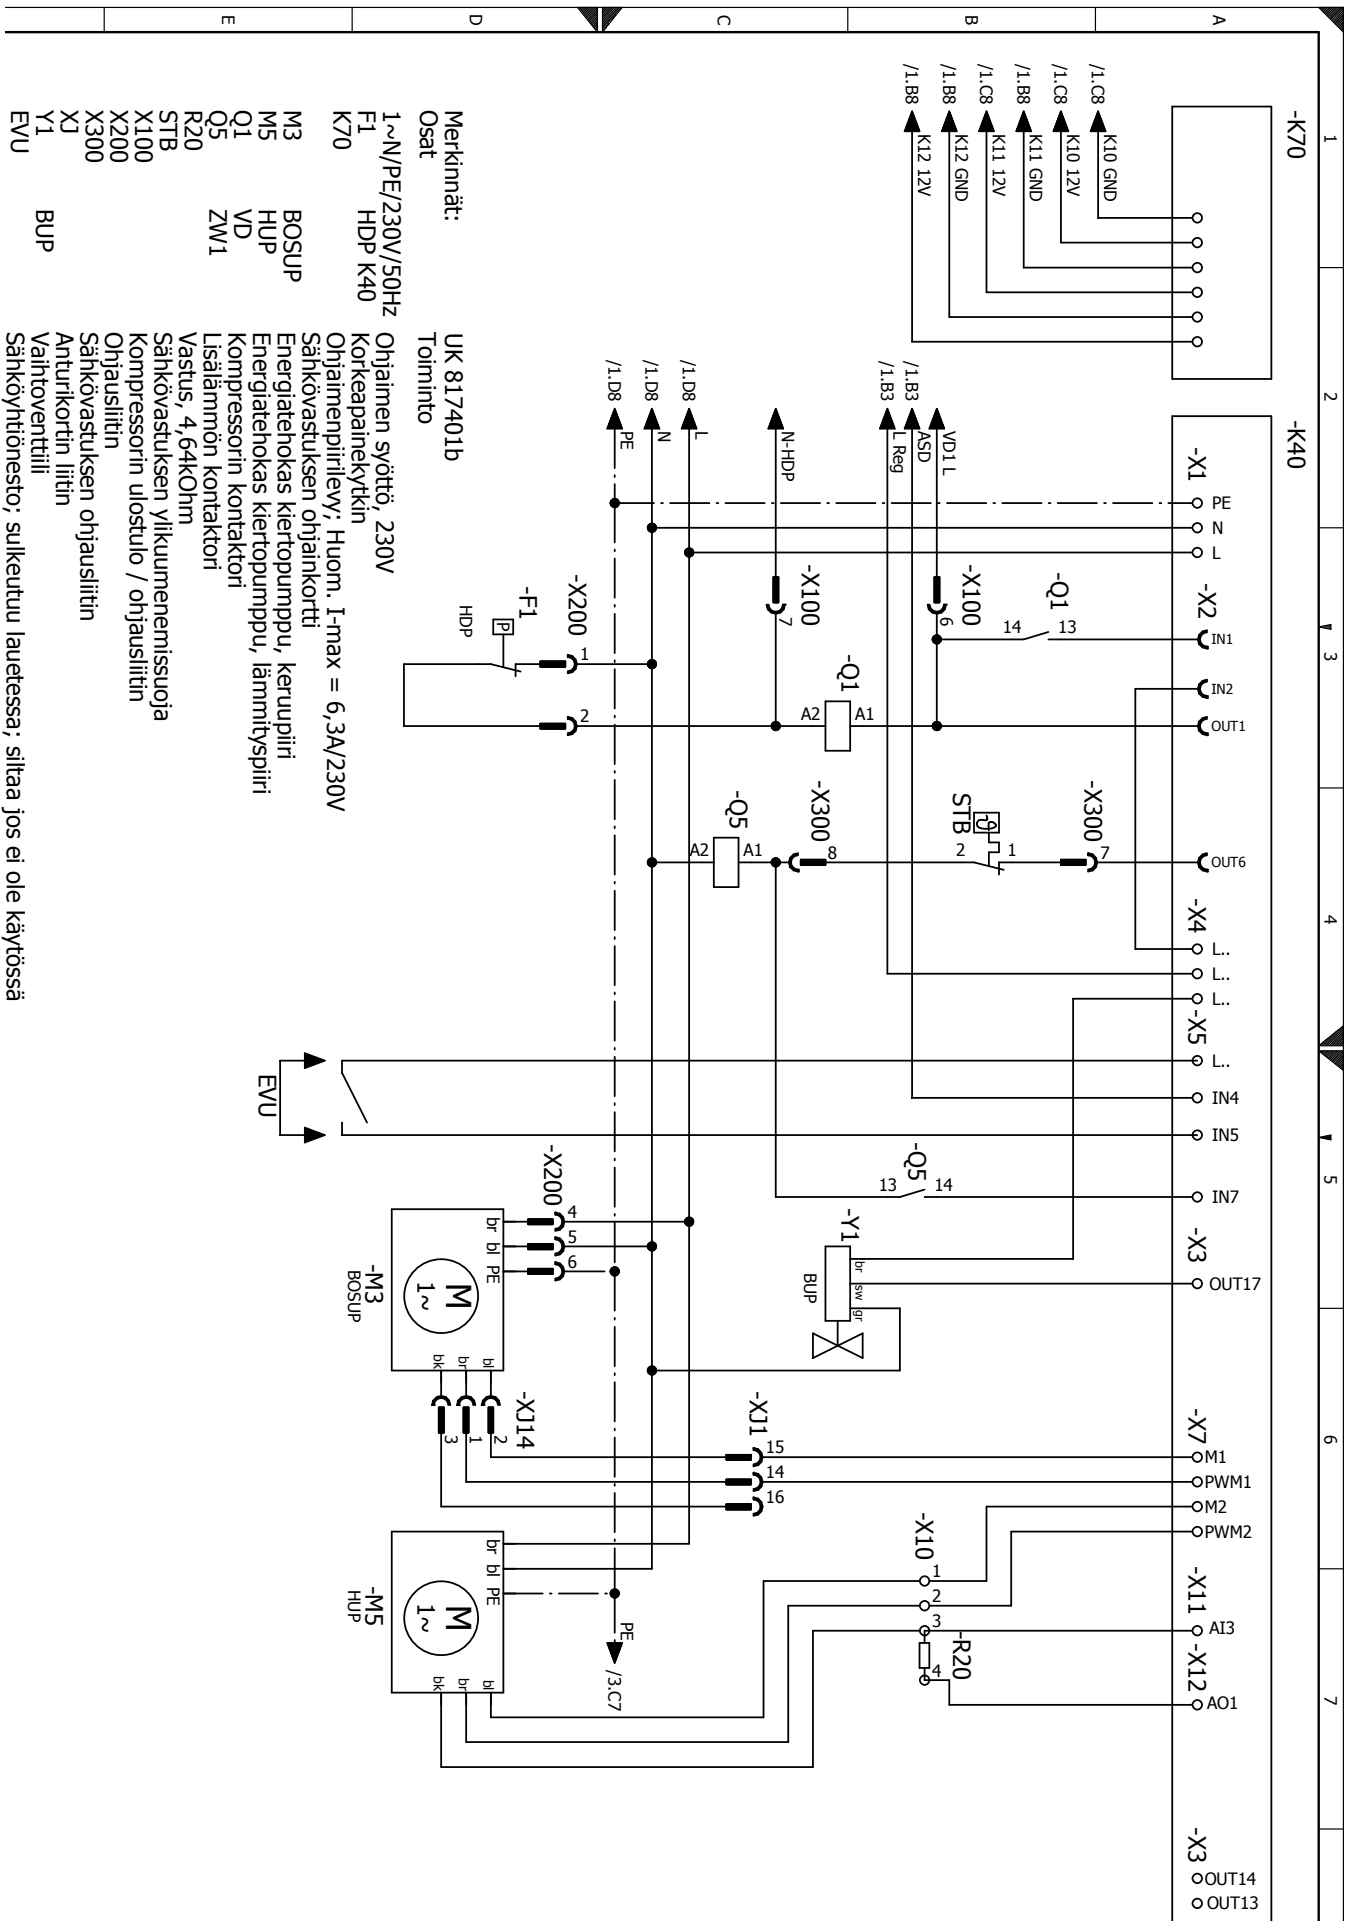 1
2
3
4
5
6
7
A
B
C
D
E
-K70
K10 GND /1.C8
K10 12V /1.C8
K11 GND /1.B8
K11 12V /1.C8
K12 GND /1.B8
K12 12V /1.B8
-K40
-X1
PE
N
L
-X2
IN1
IN2
OUT1
OUT6
-X4
L..
L..
L..
-X5
L..
IN4
IN5
IN7
-X3
OUT17
-X7
M1
PWM1
M2
PWM2
-X11
AI3
-X12
AO1
-X3
OUT14
OUT13
VD1 L
ASD /1.B3
L Reg /1.B3
N-HDP
L /1.D8
N /1.D8
PE /1.D8
-Q1
13
14
-X100
6
-X100
7
-Q1
A1
A2
-X200
1
2
-F1
P
HDP
-X300
7
STB
1
2
-X300
8
-Q5
A1
A2
EVU
-Q5
14
13
-Y1
BUP
br
sw
gr
-X200
4
5
6
br
bl
PE
M
1~
-M3
BOSUP
bl
br
bk
-XJ14
2
1
3
-XJ1
15
14
16
-X10
1
2
3
4
-R20
PE /3.C7
br
bl
PE
M
1~
-M5
HUP
bl
br
bk
Merkinnät: UK 817401b
Osat Toiminto
1~N/PE/230V/50Hz Ohjaimen syöttö, 230V
F1 HDP K40 Korkeapainekytkin
K70 Ohjaimenpiirilevy; Huom. I-max = 6,3A/230V
Sähkövastuksen ohjainkortti
M3 BOSUP Energiatehokas kiertopumppu, keruupiiri
M5 HUP Energiatehokas kiertopumppu, lämmityspiiri
Q1 VD Kompressorin kontaktori
Q5 ZW1 Lisälämmön kontaktori
R20 Vastus, 4,64kOhm
STB Sähkövastuksen ylikuumenemissuoja
X100 Kompressorin ulostulo / ohjausliitin
X200 Ohjausliitin
X300 Sähkövastuksen ohjausliitin
XJ Anturikortin liitin
Y1 BUP Vaihtoventtiili
EVU Sähköyhtiönesto; sulkeutuu lauetessa; siltaa jos ei ole käytössä